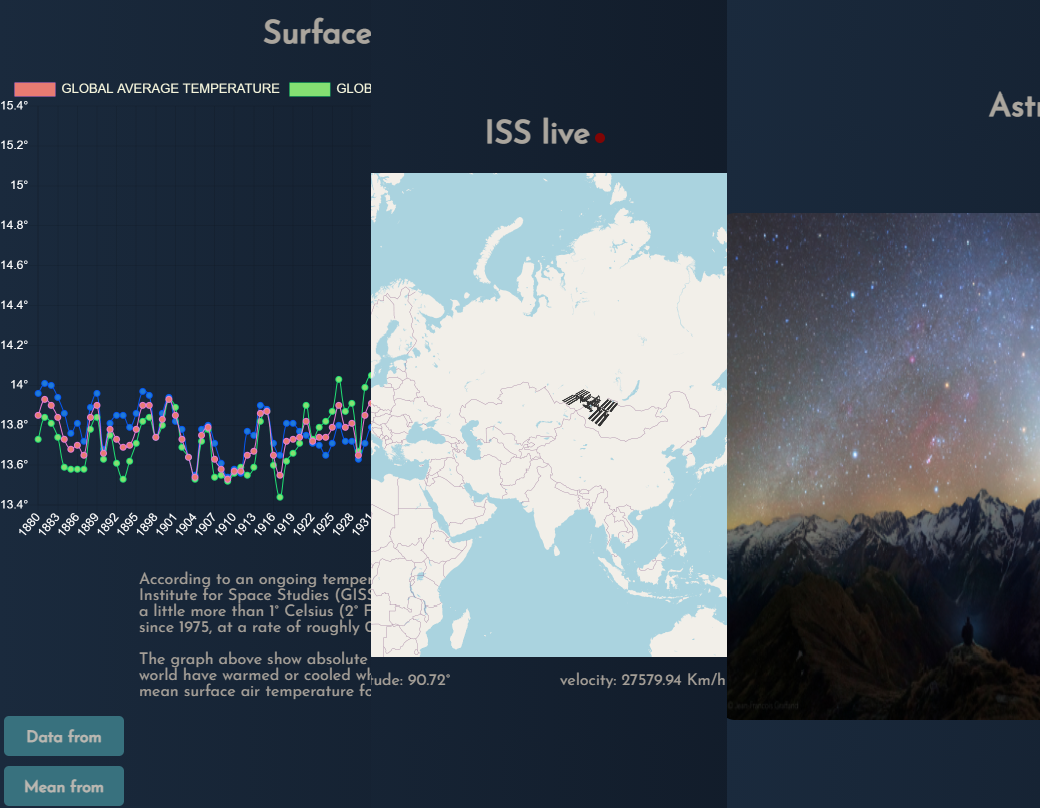 Surface
GLOBAL AVERAGE TEMPERATURE GLOB
15.4°
15.2°
15°
14.8°
14.6°
14.4°
14.2°
14°
13.8°
13.6°
13.4°
1880 1883 1886 1889 1892 1895 1898 1901 1904 1907 1910 1913 1916 1919 1922 1925 1928 1931
According to an ongoing temper
Institute for Space Studies (GISS
a little more than 1° Celsius (2° F
since 1975, at a rate of roughly 0
The graph above show absolute
world have warmed or cooled wh
mean surface air temperature fo
Data from
Mean from
ISS live
ude: 90.72°
velocity: 27579.94 Km/h
Astr